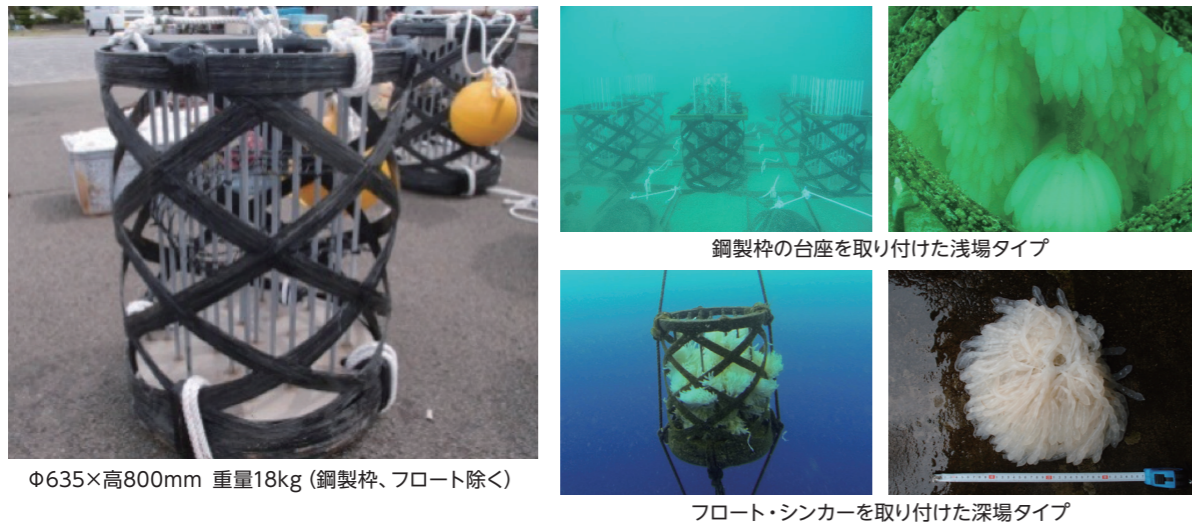 Φ635×高800mm 重量18kg (鋼製枠、フロート除く)
鋼製枠の台座を取り付けた浅場タイプ
フロート・シンカーを取り付けた深場タイプ